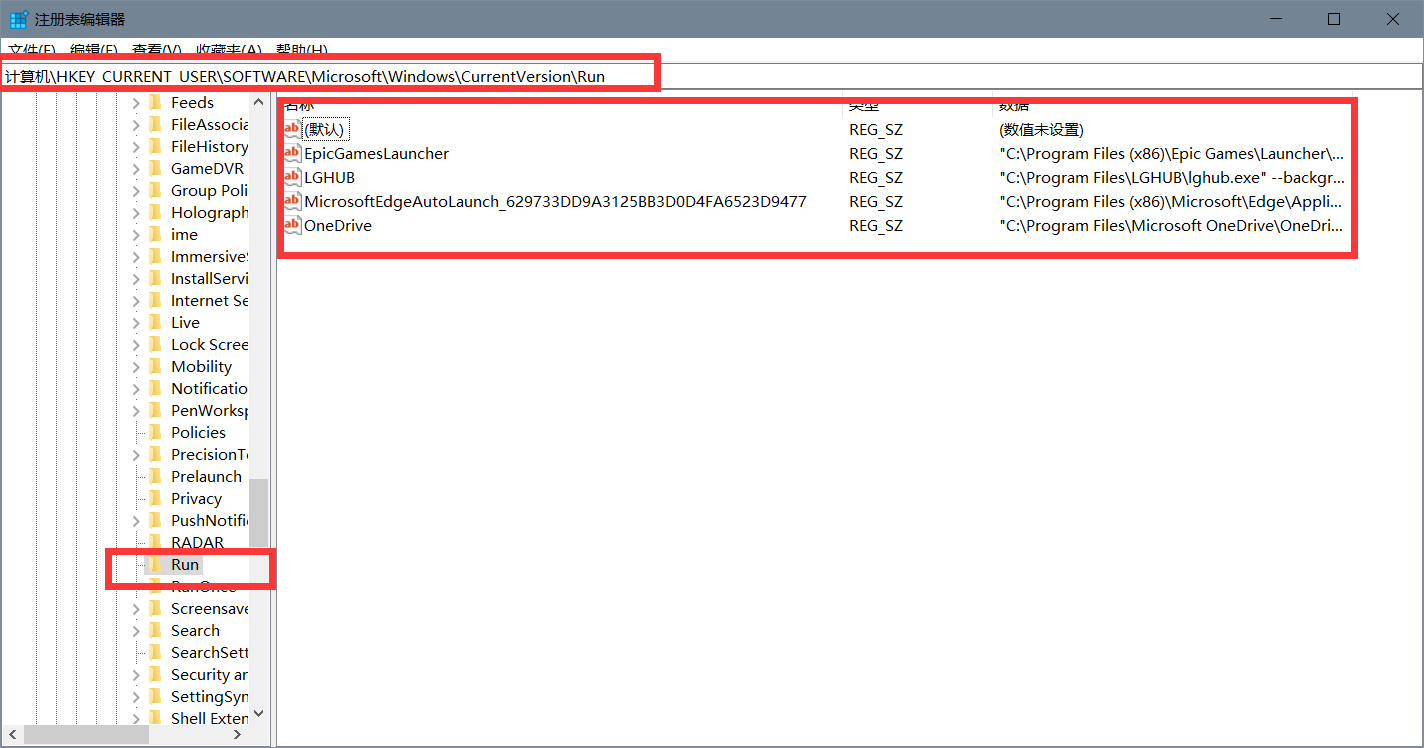 注册表编辑器
文件(F) 编辑(E) 查看(V) 收藏夹(A) 帮助(H)
计算机\HKEY_CURRENT_USER\SOFTWARE\Microsoft\Windows\CurrentVersion\Run
Feeds
FileAssocia
FileHistory
GameDVR
Group Poli
Holograph
ime
Immersive
InstallServi
Internet Se
Live
Lock Scree
Mobility
Notificatio
PenWorksp
Policies
PrecisionTe
Prelaunch
Privacy
PushNotifi
RADAR
Run
RunOnce
Screensave
Search
SearchSett
Security an
SettingSyn
Shell Exten
名称 类型 数据
(默认) REG_SZ (数值未设置)
EpicGamesLauncher REG_SZ "C:\Program Files (x86)\Epic Games\Launcher\...
LGHUB REG_SZ "C:\Program Files\LGHUB\lghub.exe" --backgr...
MicrosoftEdgeAutoLaunch_629733DD9A3125BB3D0D4FA6523D9477 REG_SZ "C:\Program Files (x86)\Microsoft\Edge\Appli...
OneDrive REG_SZ "C:\Program Files\Microsoft OneDrive\OneDri...